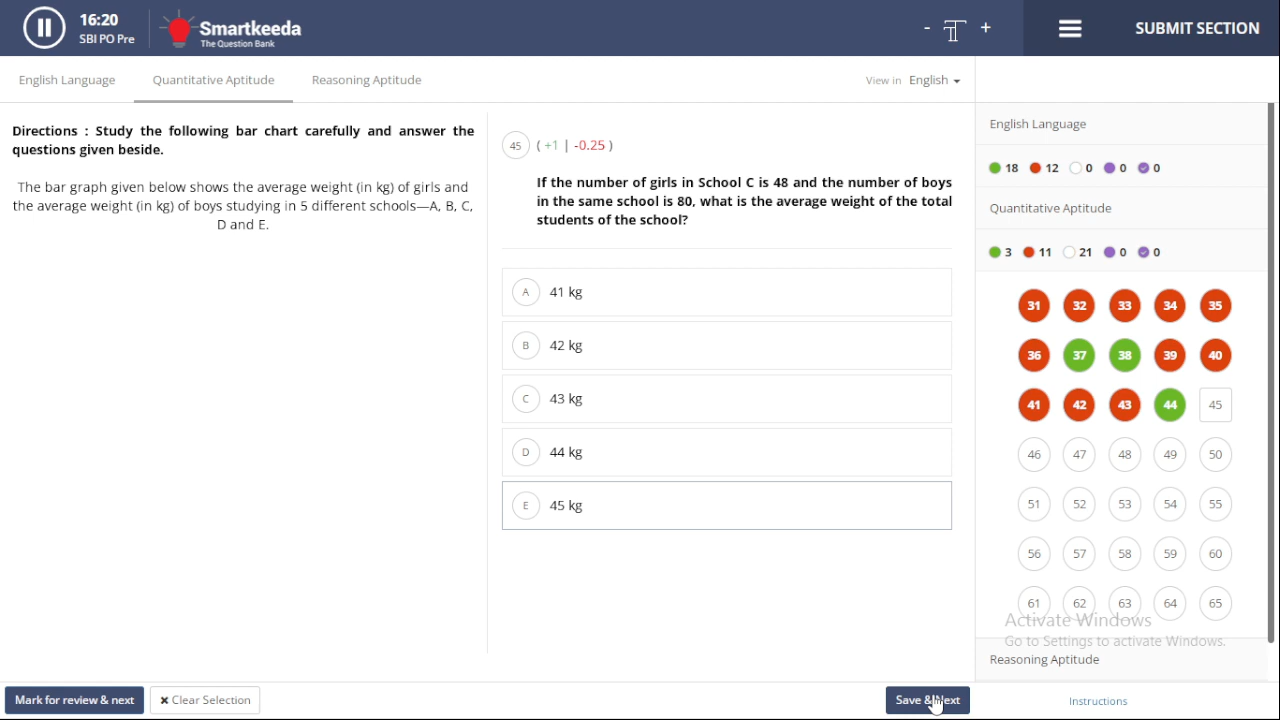 16:20
SBI PO Pre
Smartkeeda
The Question Bank
- T +
SUBMIT SECTION
English Language
Quantitative Aptitude
Reasoning Aptitude
View in English
Directions : Study the following bar chart carefully and answer the
questions given beside.
The bar graph given below shows the average weight (in kg) of girls and
the average weight (in kg) of boys studying in 5 different schools—A, B, C,
D and E.
45 ( +1 | -0.25 )
If the number of girls in School C is 48 and the number of boys
in the same school is 80, what is the average weight of the total
students of the school?
A 41 kg
B 42 kg
C 43 kg
D 44 kg
E 45 kg
English Language
18 12 0 0 0
Quantitative Aptitude
3 11 21 0 0
31 32 33 34 35
36 37 38 39 40
41 42 43 44 45
46 47 48 49 50
51 52 53 54 55
56 57 58 59 60
61 62 63 64 65
Activate Windows
Go to Settings to activate Windows.
Reasoning Aptitude
Mark for review & next
✖ Clear Selection
Save & Next
Instructions